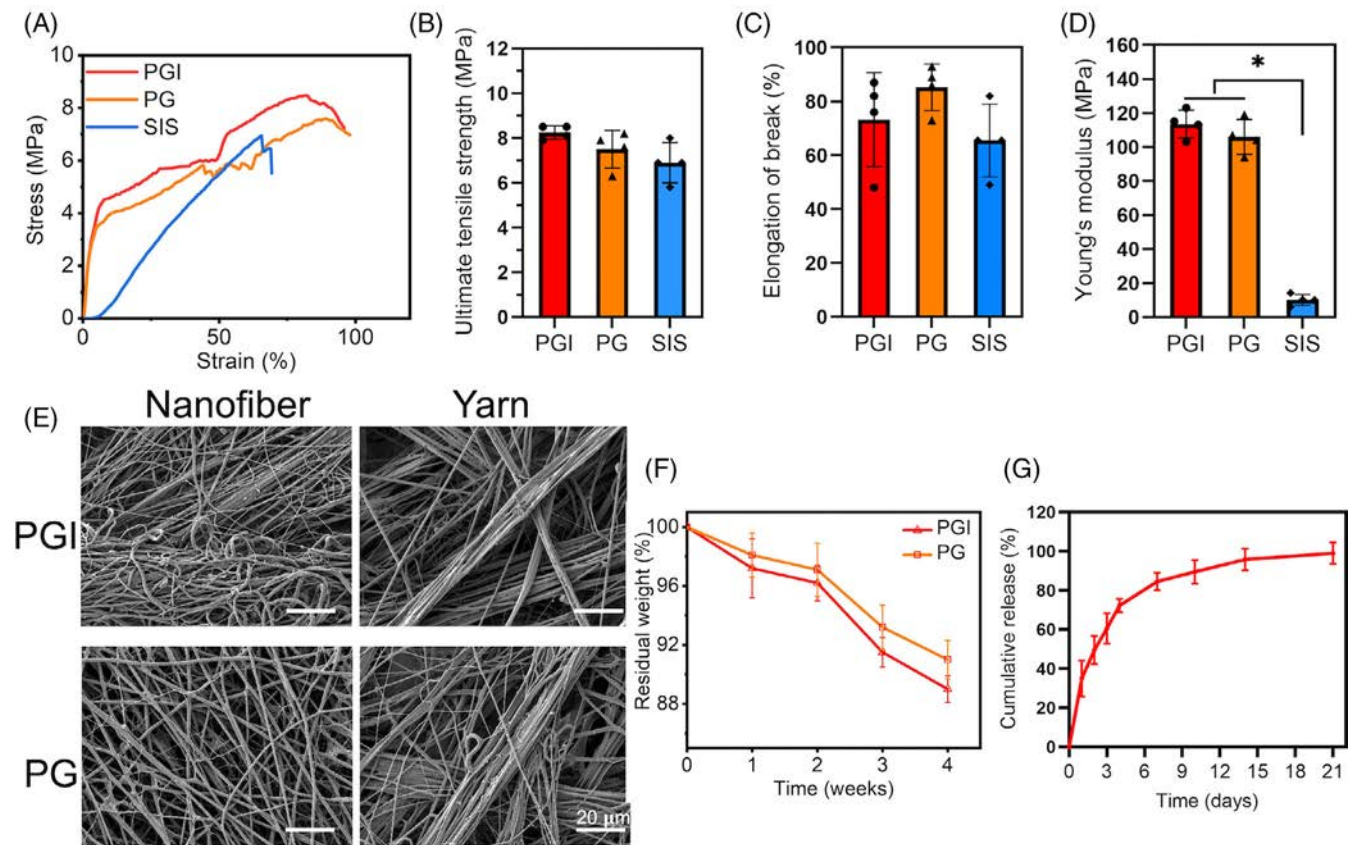 (A)
10
8
6
4
2
0
Stress (MPa)
PGI
PG
SIS
0
50
100
Strain (%)
(B)
12
10
8
6
4
2
0
Ultimate tensile strength (MPa)
PGI
PG
SIS
(C)
100
80
60
40
20
0
Elongation of break (%)
PGI
PG
SIS
(D)
160
140
120
100
80
60
40
20
0
Young's modulus (MPa)
*
PGI
PG
SIS
(E)
Nanofiber
Yarn
PGI
PG
20 μm
(F)
100
96
92
88
Residual weight (%)
PGI
PG
0
1
2
3
4
Time (weeks)
(G)
120
100
80
60
40
20
0
Cumulative release (%)
0
3
6
9
12
15
18
21
Time (days)